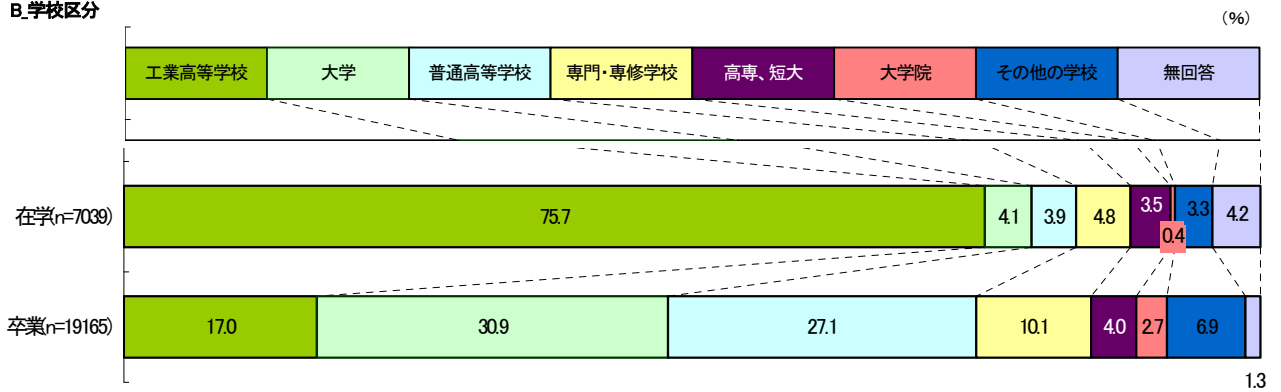 B_学校区分
(%)
工業高等学校 大学 普通高等学校 専門・専修学校 高専、短大 大学院 その他の学校 無回答
在学(n=7039) 75.7 4.1 3.9 4.8 3.5 0.4 3.3 4.2
卒業(n=19165) 17.0 30.9 27.1 10.1 4.0 2.7 6.9 1.3